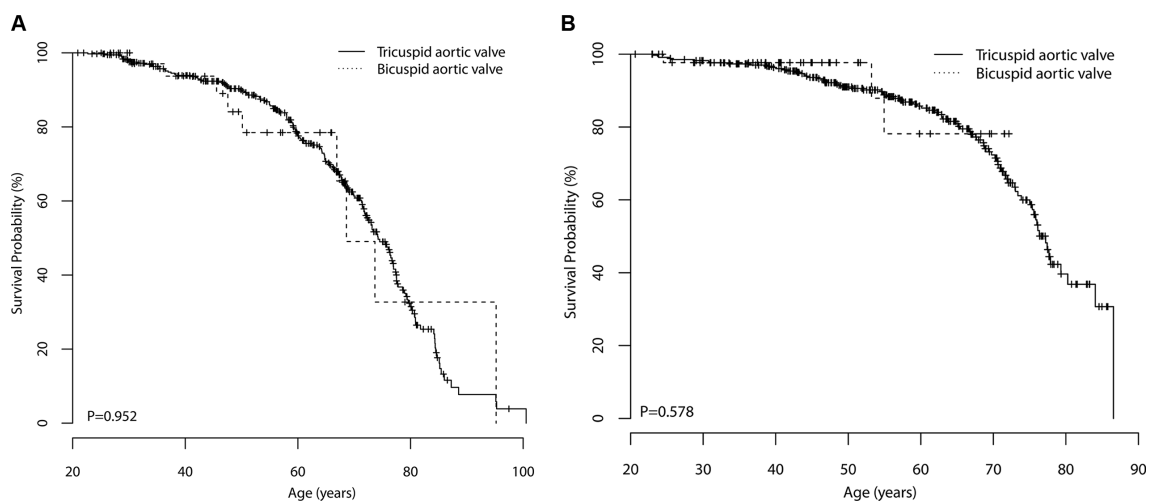 A
Tricuspid aortic valve
Bicuspid aortic valve
Survival Probability (%)
100
80
60
40
20
0
P=0.952
20 40 60 80 100
Age (years)
B
Tricuspid aortic valve
Bicuspid aortic valve
Survival Probability (%)
100
80
60
40
20
0
P=0.578
20 30 40 50 60 70 80 90
Age (years)